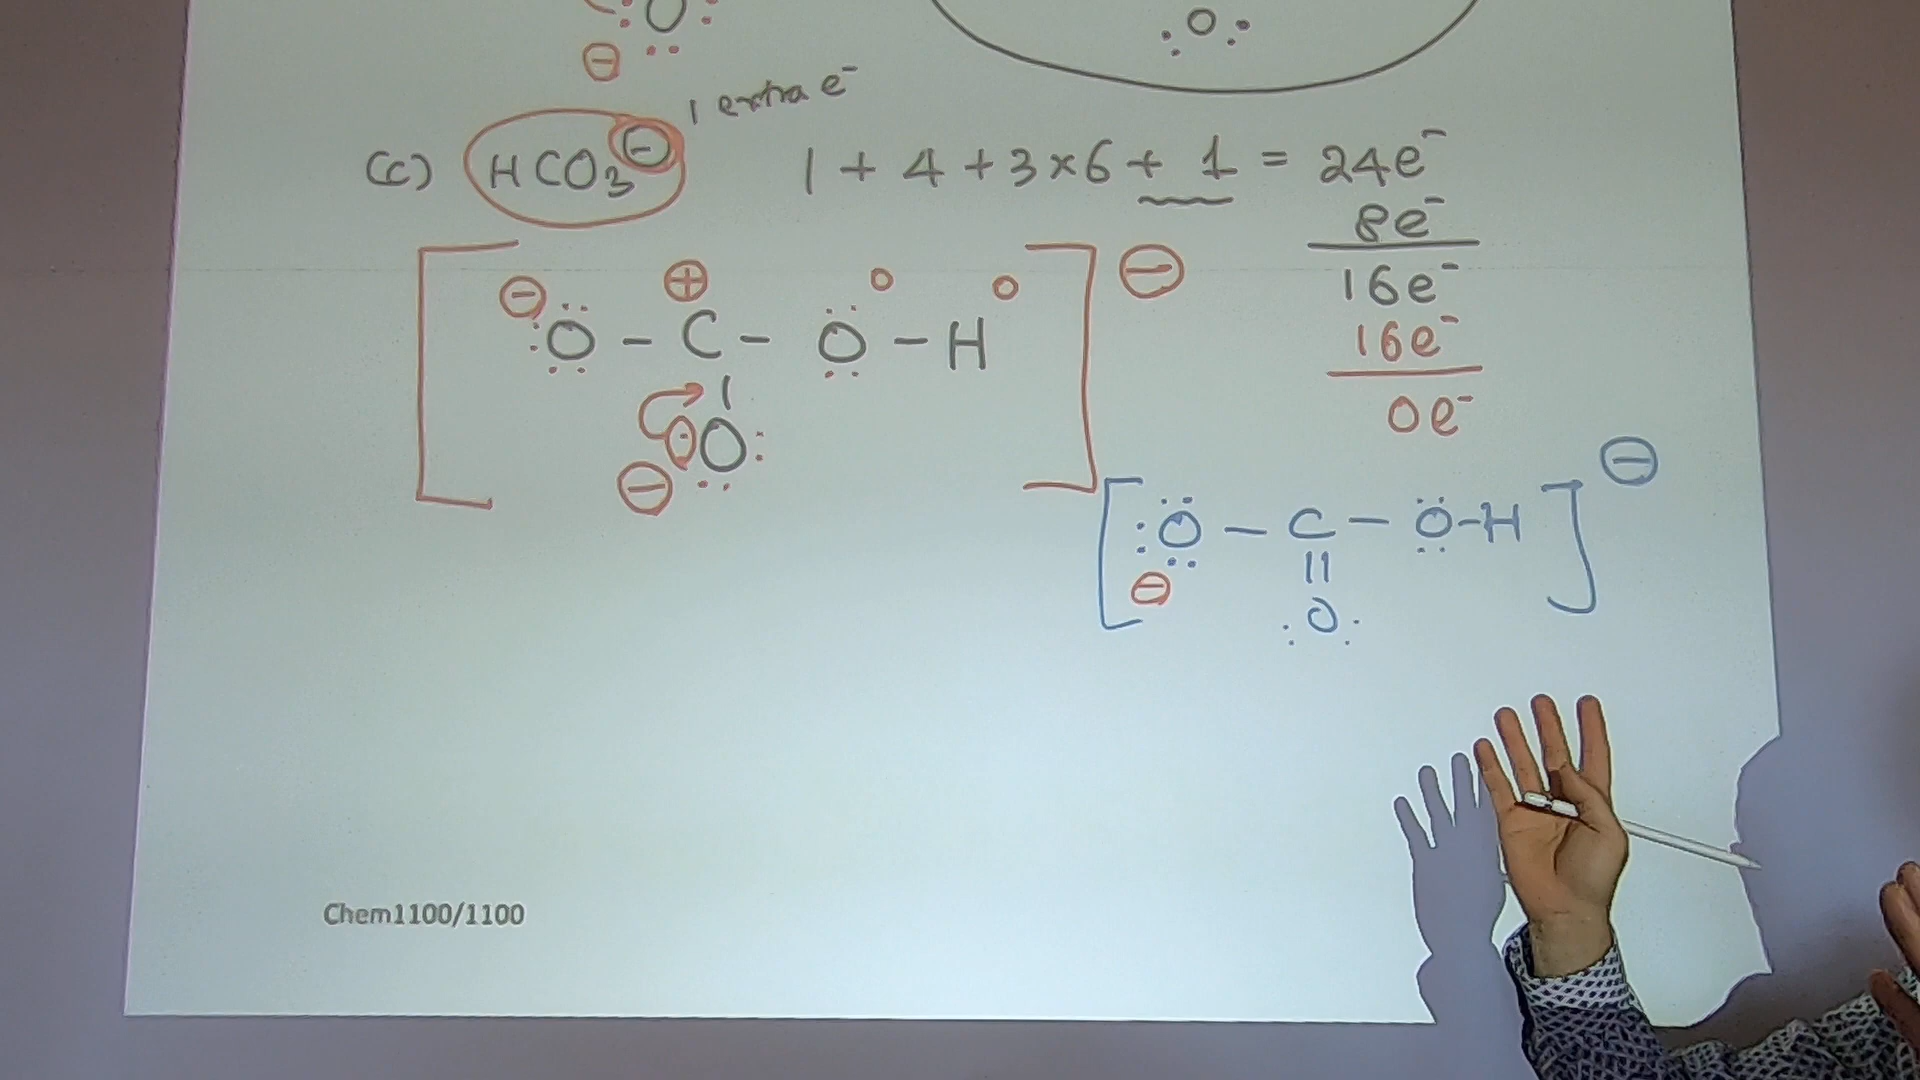 O
⊖
O
1 extra e⁻
(c) HCO₃⊖ 1 + 4 + 3×6 + 1 = 24e⁻
8e⁻
16e⁻
16e⁻
0e⁻
⊖ ⊕ o o ⊖
:O - C - O - H
|
O:
⊖
⊖
:O - C - O-H
||
⊖
:O:
Chem1100/1100